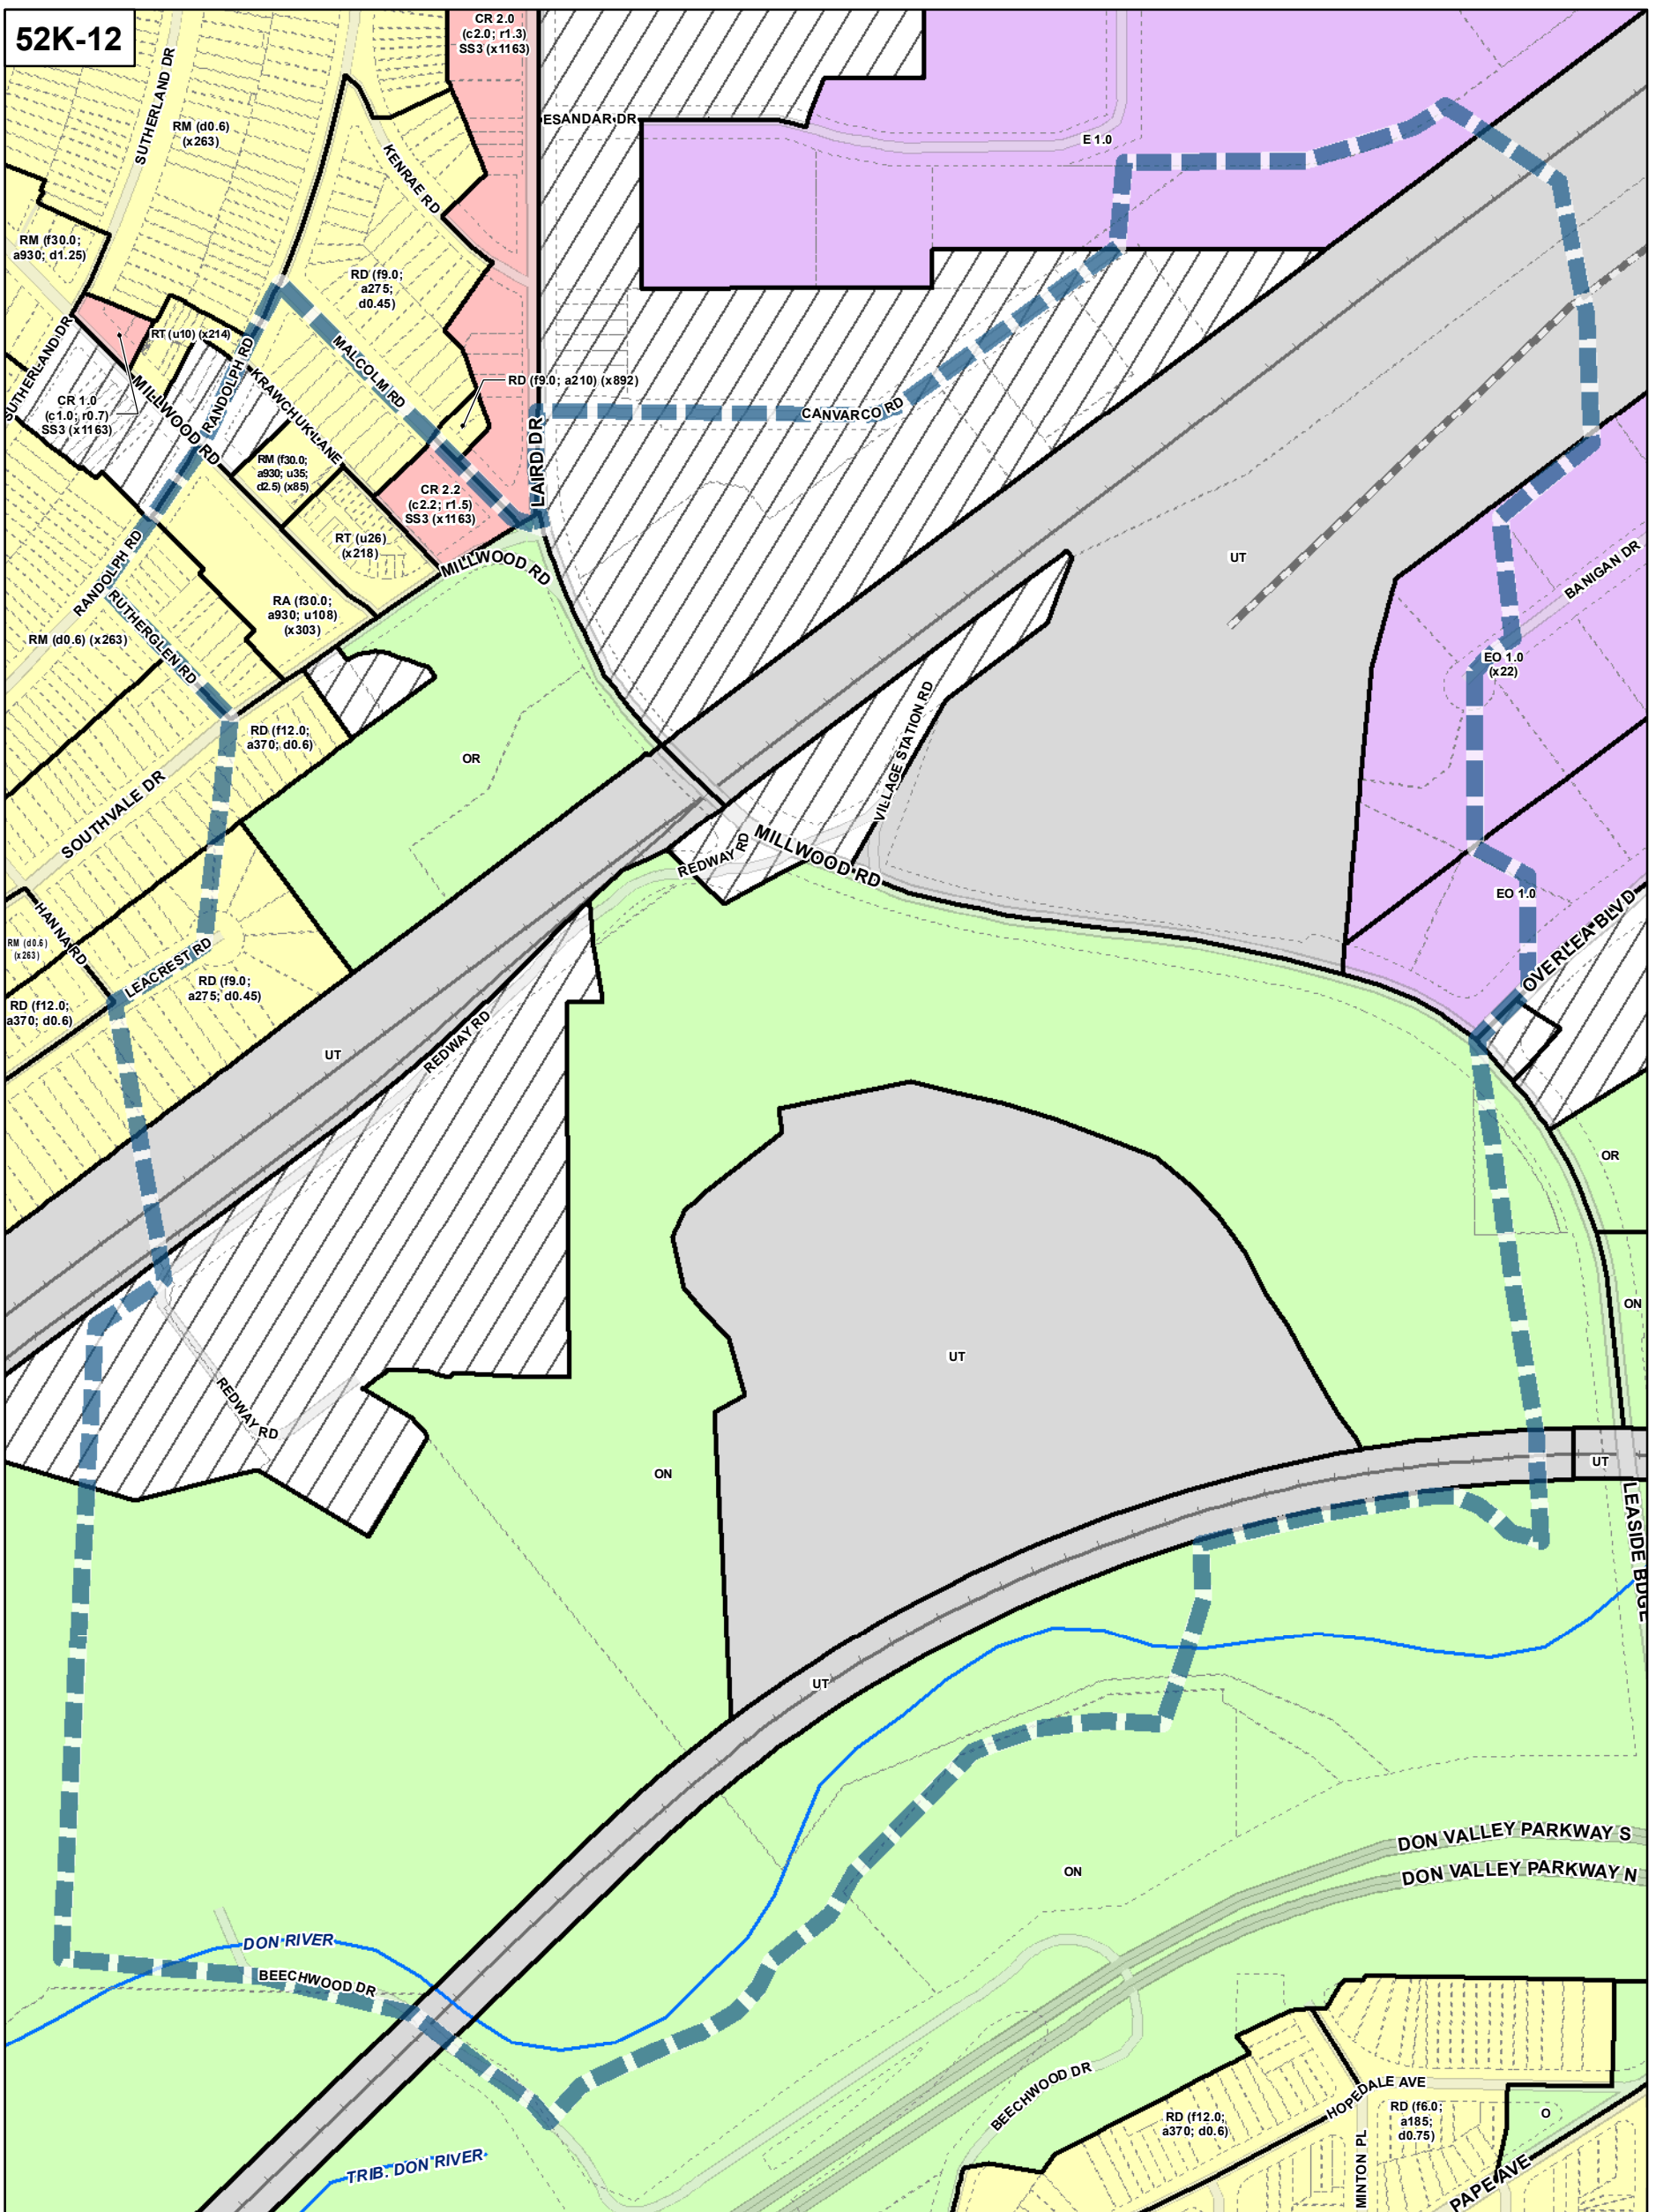 52K-12
CR 2.0
(c2.0; r1.3)
SS3 (x1163)
SUTHERLAND DR
RM (d0.6)
(x263)
ESANDAR DR
E 1.0
KENRAE RD
RM (f30.0;
a930; d1.25)
RD (f9.0;
a275;
d0.45)
SUTHERLAND DR
RT (u10) (x214)
RANDOLPH RD
MALCOLM RD
RD (f9.0; a210) (x892)
KRAWCHUK LANE
MILLWOOD RD
CR 1.0
(c1.0; r0.7)
SS3 (x1163)
CANVARCO RD
LAIRD DR
RM (f30.0;
a930; u35;
d2.5) (x85)
CR 2.2
(c2.2; r1.5)
SS3 (x1163)
RT (u26)
(x218)
MILLWOOD RD
UT
BANIGAN DR
RANDOLPH RD
RUTHERGLEN RD
RA (f30.0;
a930; u108)
(x303)
RM (d0.6) (x263)
EO 1.0
(x22)
RD (f12.0;
a370; d0.6)
OR
VILLAGE STATION RD
SOUTHVALE DR
REDWAY RD
MILLWOOD RD
EO 1.0
OVERLEA BLVD
HANNA RD
RM (d0.6)
(x263)
LEACREST RD
RD (f9.0;
a275; d0.45)
RD (f12.0;
a370; d0.6)
UT
REDWAY RD
OR
ON
UT
REDWAY RD
ON
UT
LEASIDE BDGE
UT
DON VALLEY PARKWAY S
DON VALLEY PARKWAY N
ON
DON RIVER
BEECHWOOD DR
BEECHWOOD DR
HOPEDALE AVE
RD (f12.0;
a370; d0.6)
RD (f6.0;
a185;
d0.75)
O
MINTON PL
PAPE AVE
TRIB. DON RIVER